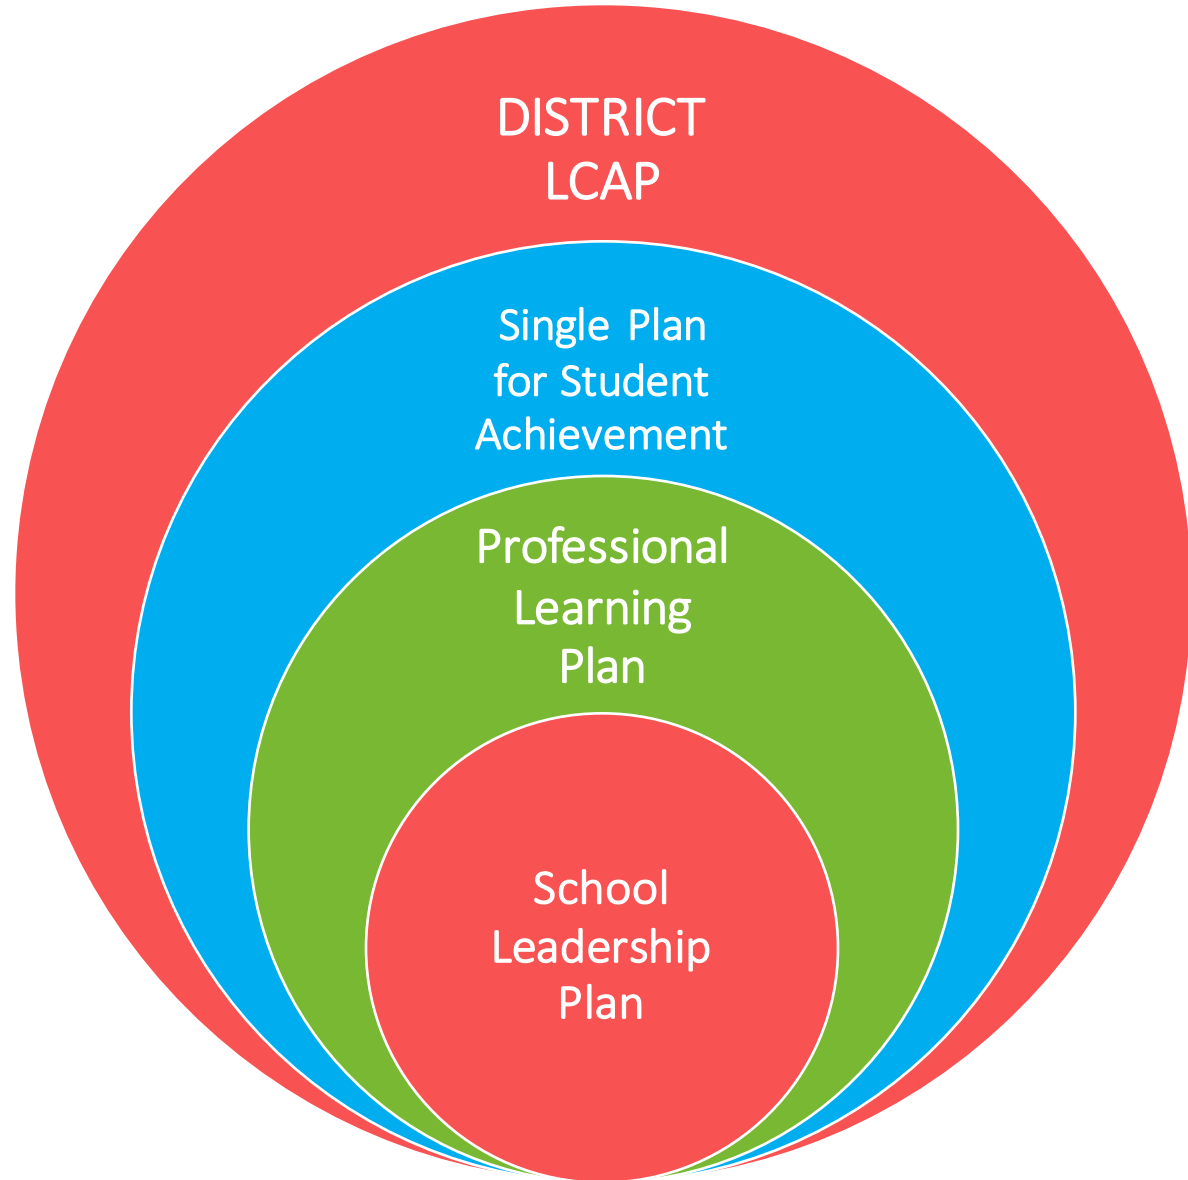 DISTRICT
LCAP
Single Plan
for Student
Achievement
Professional
Learning
Plan
School
Leadership
Plan